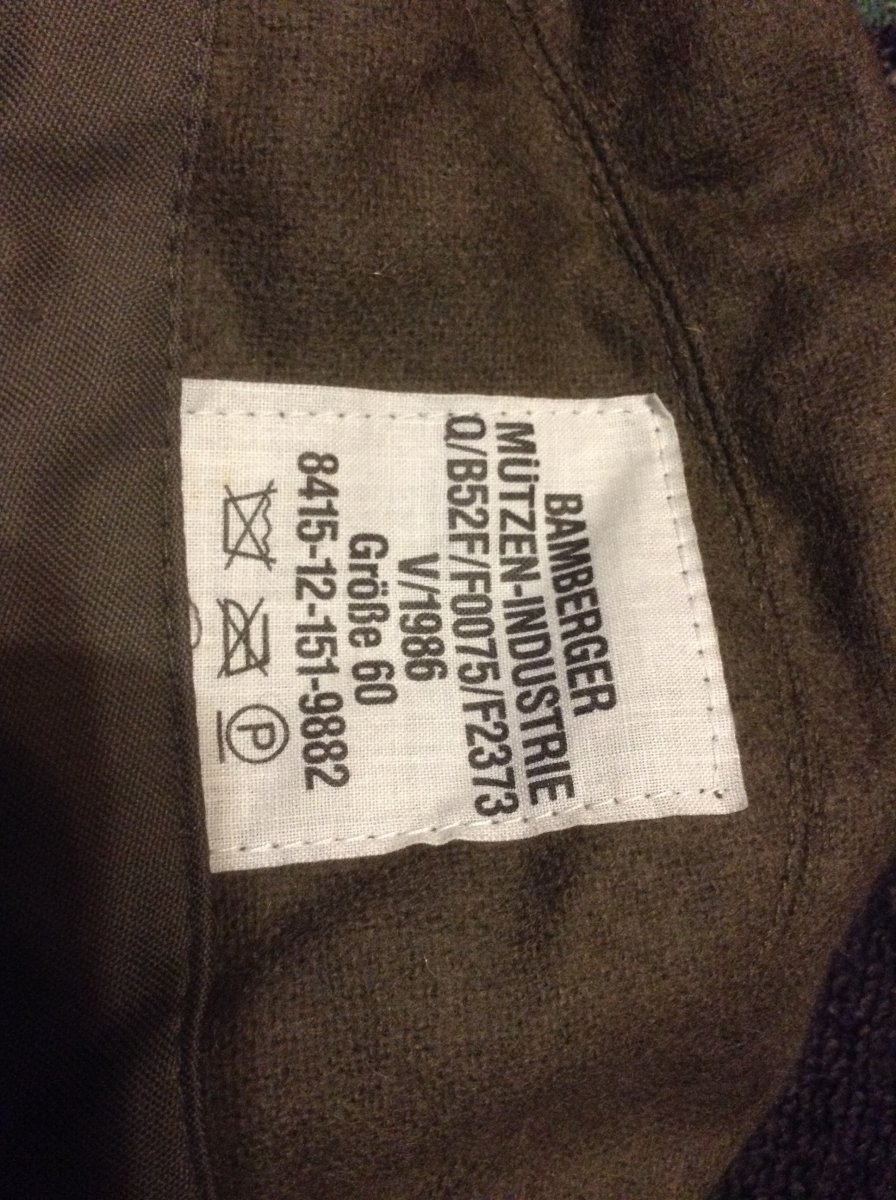 BAMBERGER
MÜTZEN-INDUSTRIE
Q/B52F/F0075/F2373
V/1986
Größe 60
8415-12-151-9882
P